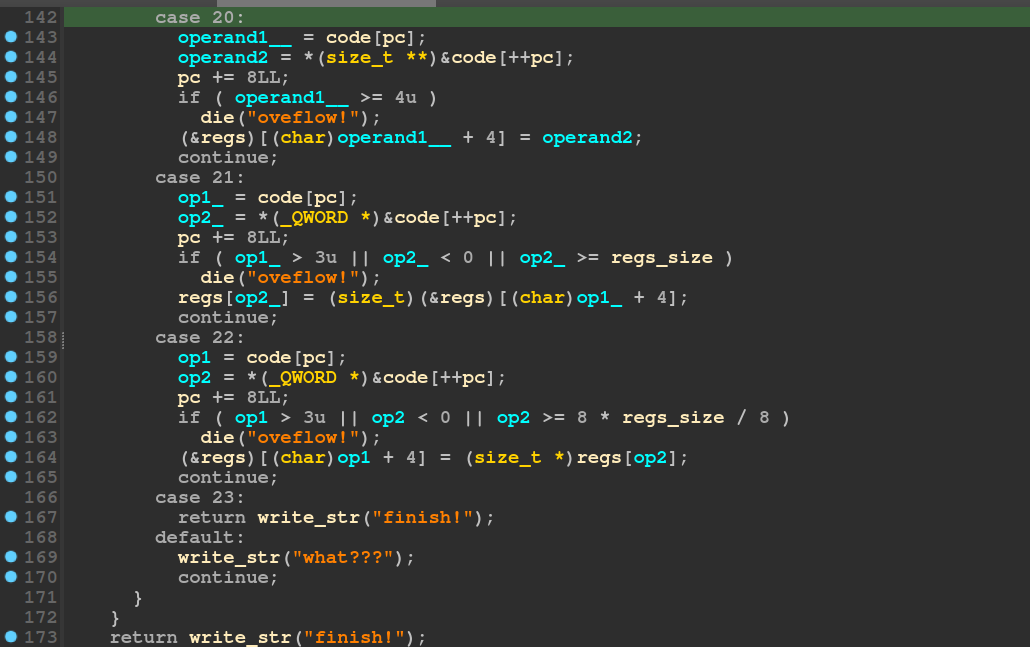 142 case 20:
143 operand1__ = code[pc];
144 operand2 = *(size_t **)&code[++pc];
145 pc += 8LL;
146 if ( operand1__ >= 4u )
147 die("oveflow!");
148 (&regs)[(char)operand1__ + 4] = operand2;
149 continue;
150 case 21:
151 op1_ = code[pc];
152 op2_ = *(_QWORD *)&code[++pc];
153 pc += 8LL;
154 if ( op1_ > 3u || op2_ < 0 || op2_ >= regs_size )
155 die("oveflow!");
156 regs[op2_] = (size_t)(&regs)[(char)op1_ + 4];
157 continue;
158 case 22:
159 op1 = code[pc];
160 op2 = *(_QWORD *)&code[++pc];
161 pc += 8LL;
162 if ( op1 > 3u || op2 < 0 || op2 >= 8 * regs_size / 8 )
163 die("oveflow!");
164 (&regs)[(char)op1 + 4] = (size_t *)regs[op2];
165 continue;
166 case 23:
167 return write_str("finish!");
168 default:
169 write_str("what???");
170 continue;
171 }
172 }
173 return write_str("finish!");